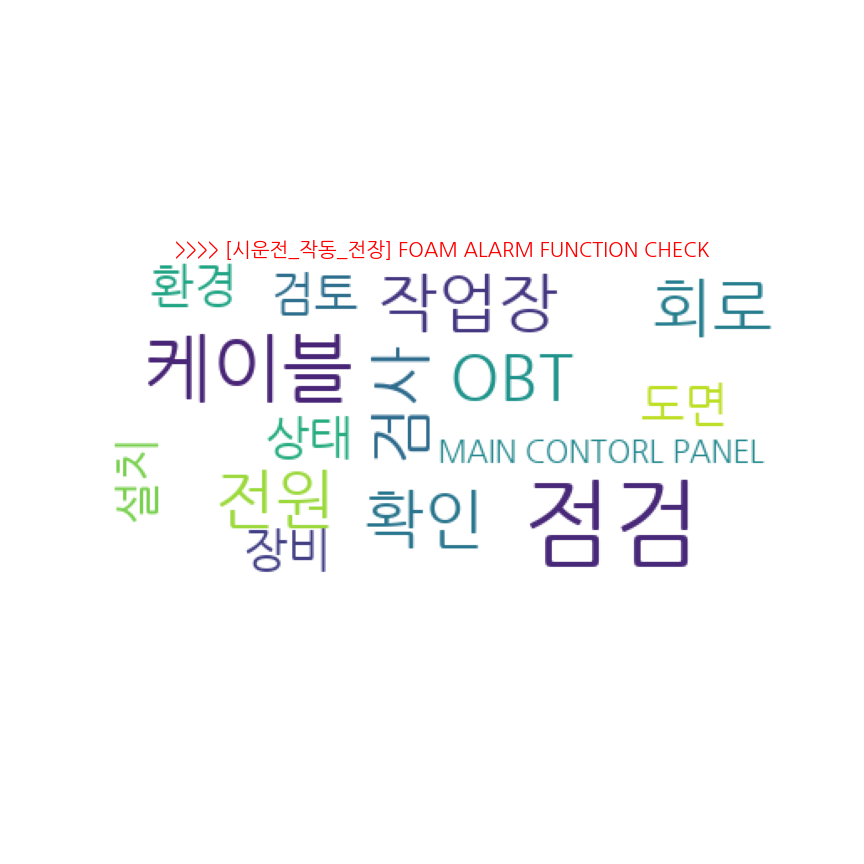 >>>> [시운전_작동_전장] FOAM ALARM FUNCTION CHECK
환경
검토
작업장
회로
케이블
검사
OBT
도면
상태
MAIN CONTORL PANEL
설치
전원
확인
점검
장비